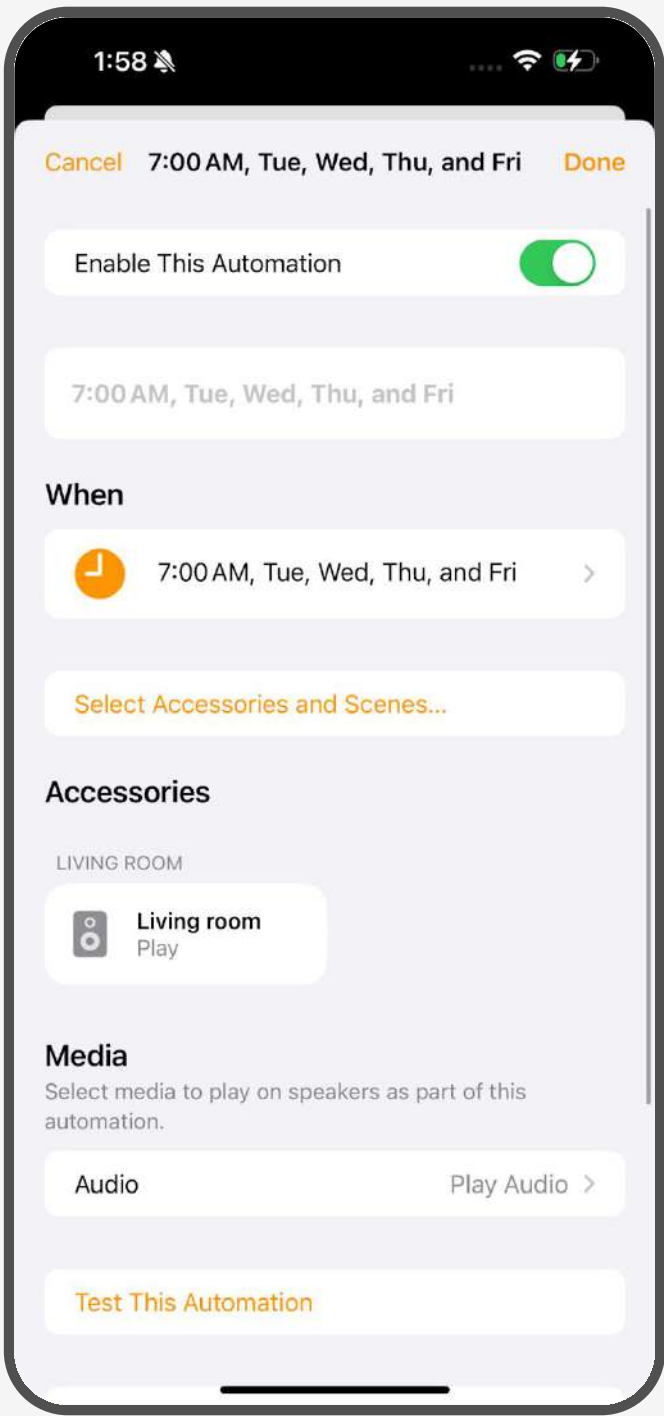 1:58
Cancel 7:00 AM, Tue, Wed, Thu, and Fri Done
Enable This Automation
7:00 AM, Tue, Wed, Thu, and Fri
When
7:00 AM, Tue, Wed, Thu, and Fri
Select Accessories and Scenes...
Accessories
LIVING ROOM
Living room
Play
Media
Select media to play on speakers as part of this
automation.
Audio Play Audio
Test This Automation